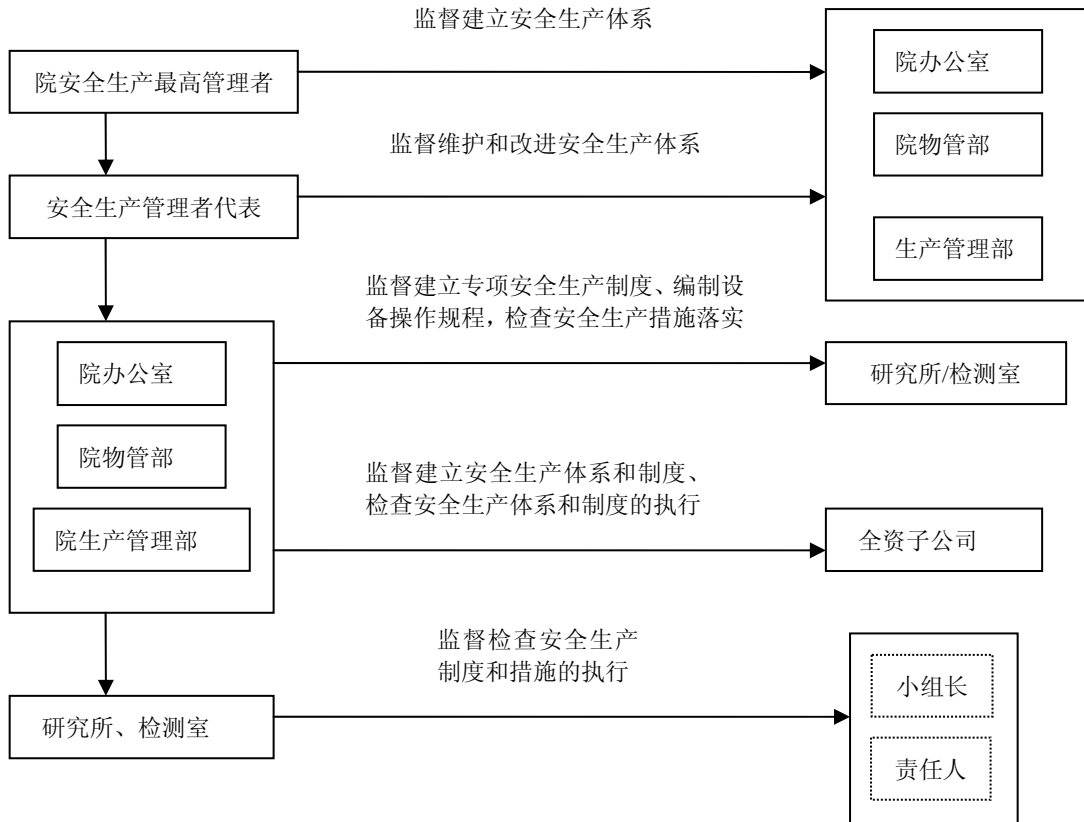 监督建立安全生产体系
院安全生产最高管理者
院办公室
监督维护和改进安全生产体系
院物管部
安全生产管理者代表
生产管理部
监督建立专项安全生产制度、编制设
备操作规程，检查安全生产措施落实
院办公室
研究所/检测室
院物管部
监督建立安全生产体系和制度、
检查安全生产体系和制度的执行
院生产管理部
全资子公司
监督检查安全生产
制度和措施的执行
小组长
研究所、检测室
责任人